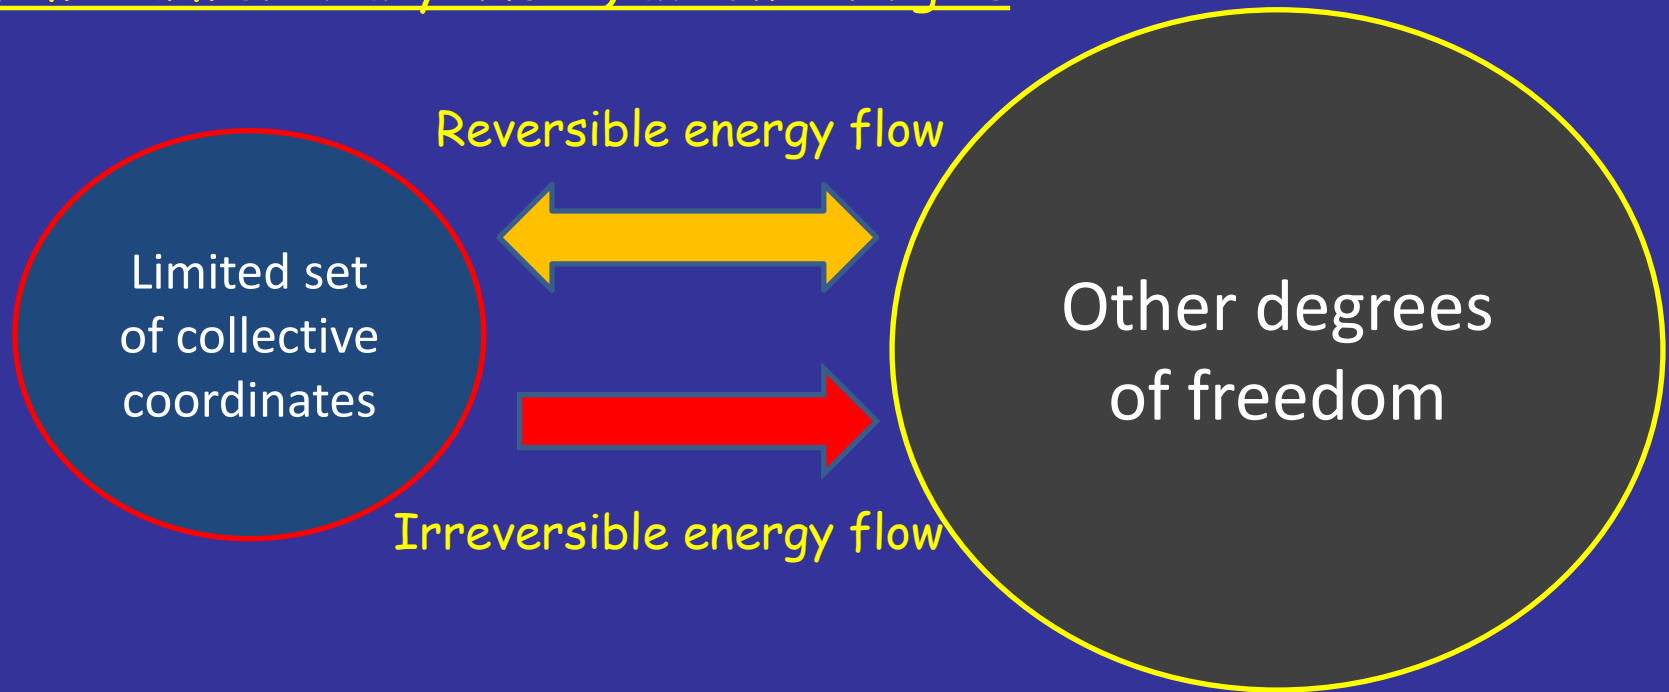 Reversible energy flow
Limited set
of collective
coordinates
Other degrees
of freedom
Irreversible energy flow